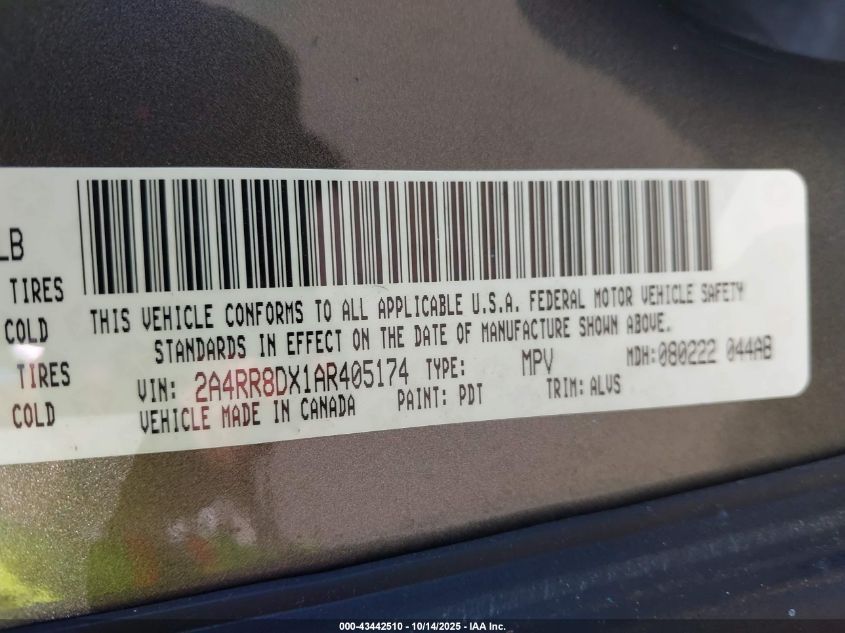 LB
TIRES
COLD
TIRES
COLD
THIS VEHICLE CONFORMS TO ALL APPLICABLE U.S.A. FEDERAL MOTOR VEHICLE SAFETY
STANDARDS IN EFFECT ON THE DATE OF MANUFACTURE SHOWN ABOVE.
VIN: 2A4RR8DX1AR405174 TYPE: MPV MDH:080222 044AB
VEHICLE MADE IN CANADA PAINT: PDT TRIM: ALVS
000-43442510 - 10/14/2025 - IAA Inc.